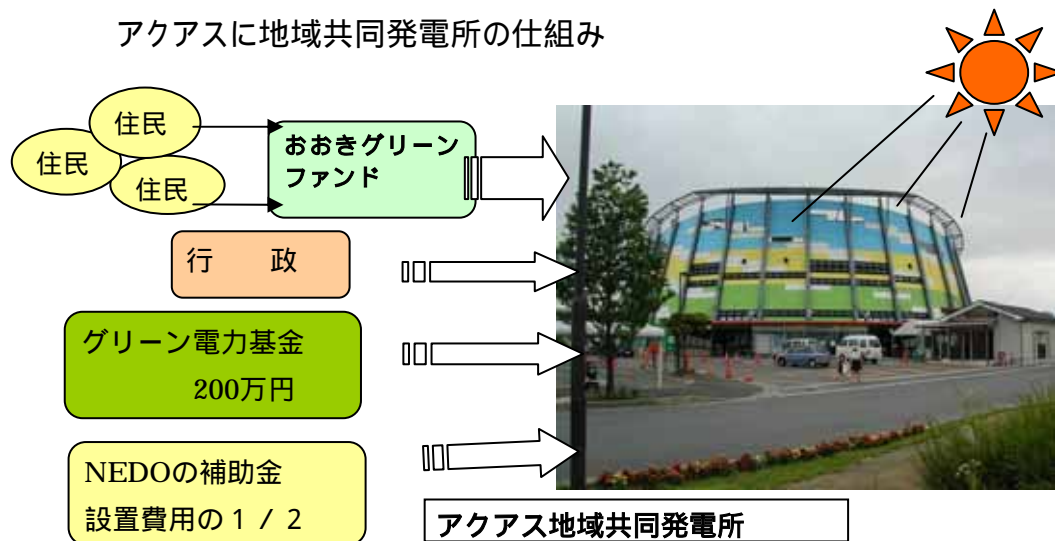 アクアスに地域共同発電所の仕組み
住民
住民
住民
おおきグリーン
ファンド
行　　政
グリーン電力基金
200万円
NEDOの補助金
設置費用の１／２
アクアス地域共同発電所